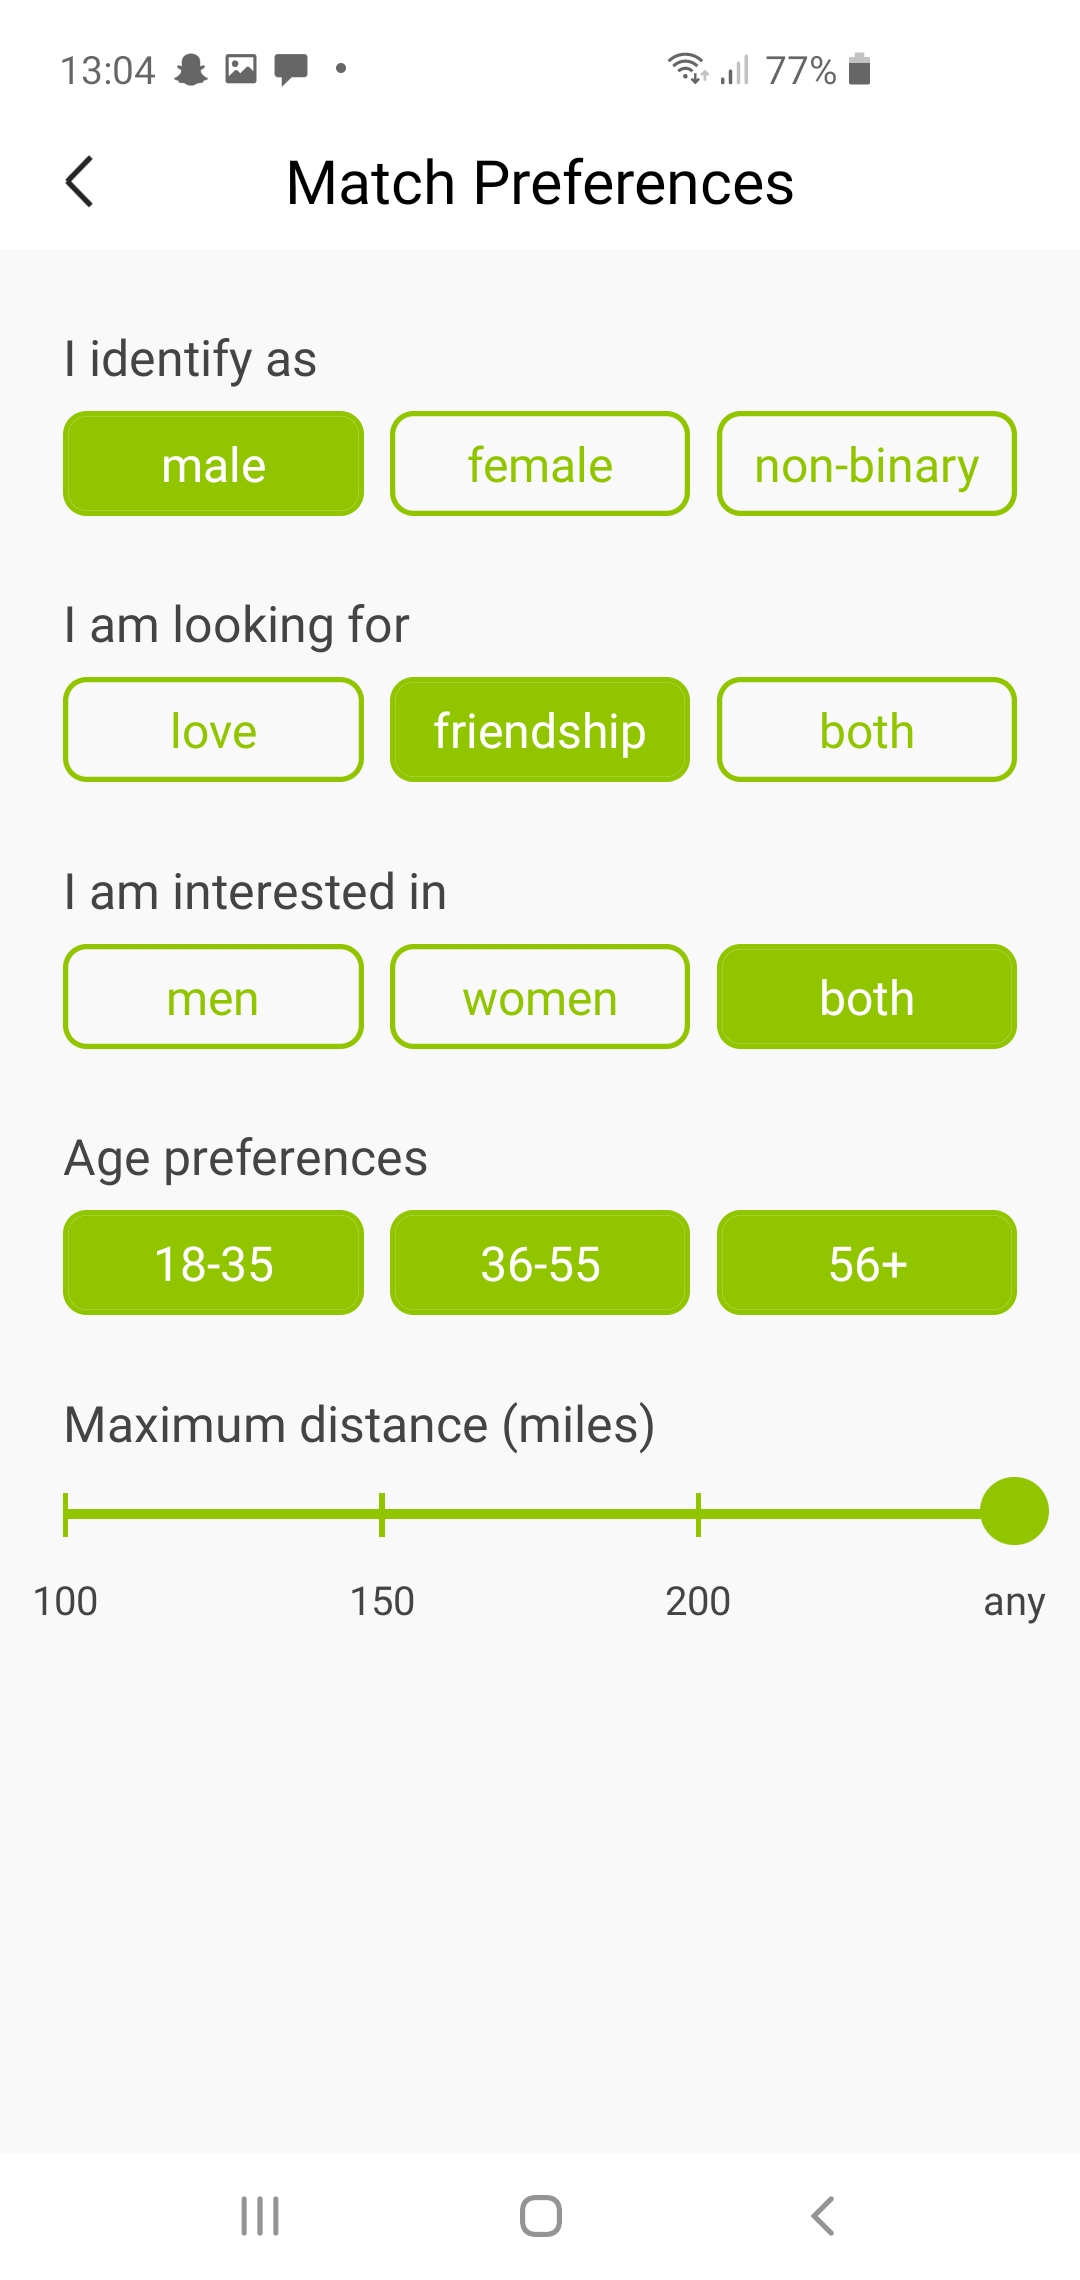 13:04 77%
Match Preferences
I identify as
male female non-binary
I am looking for
love friendship both
I am interested in
men women both
Age preferences
18-35 36-55 56+
Maximum distance (miles)
100 150 200 any